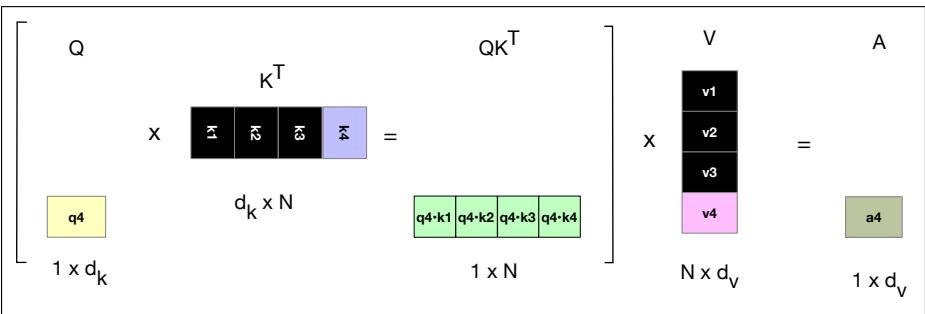 Q
x
K^T
k1 k2 k3 k4
d_k x N
=
QK^T
q4
1 x d_k
q4•k1 q4•k2 q4•k3 q4•k4
1 x N
x
V
v1
v2
v3
v4
N x d_v
=
A
a4
1 x d_v